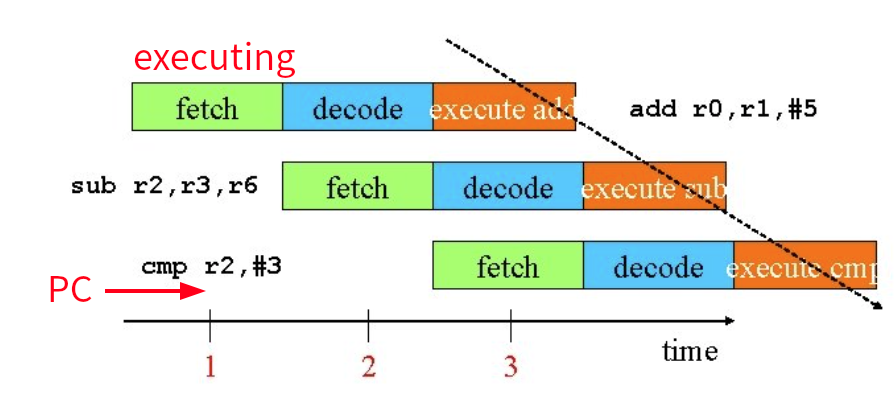 executing
fetch decode execute add add r0,r1,#5
sub r2,r3,r6 fetch decode execute sub
cmp r2,#3 fetch decode execute cmp
PC
1 2 3 time